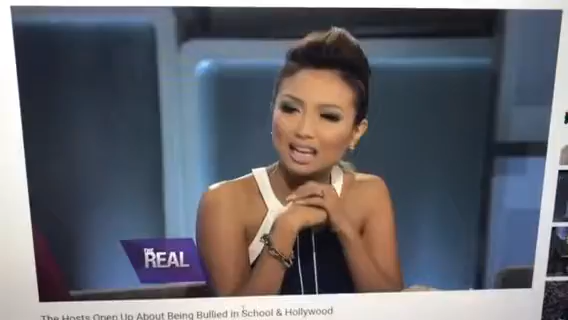 THE
REAL
The Hosts Open Up About Being Bullied in School & Hollywood